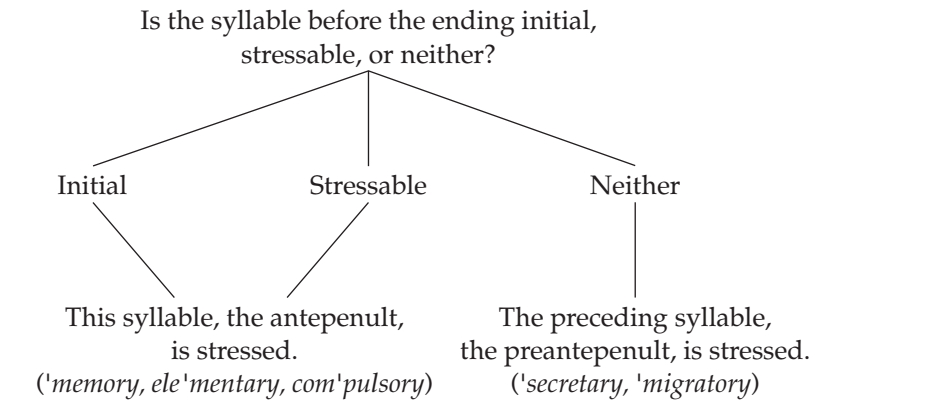 Is the syllable before the ending initial,
stressable, or neither?
Initial
Stressable
Neither
This syllable, the antepenult,
is stressed.
('memory, ele'mentary, com'pulsory)
The preceding syllable,
the preantepenult, is stressed.
('secretary, 'migratory)